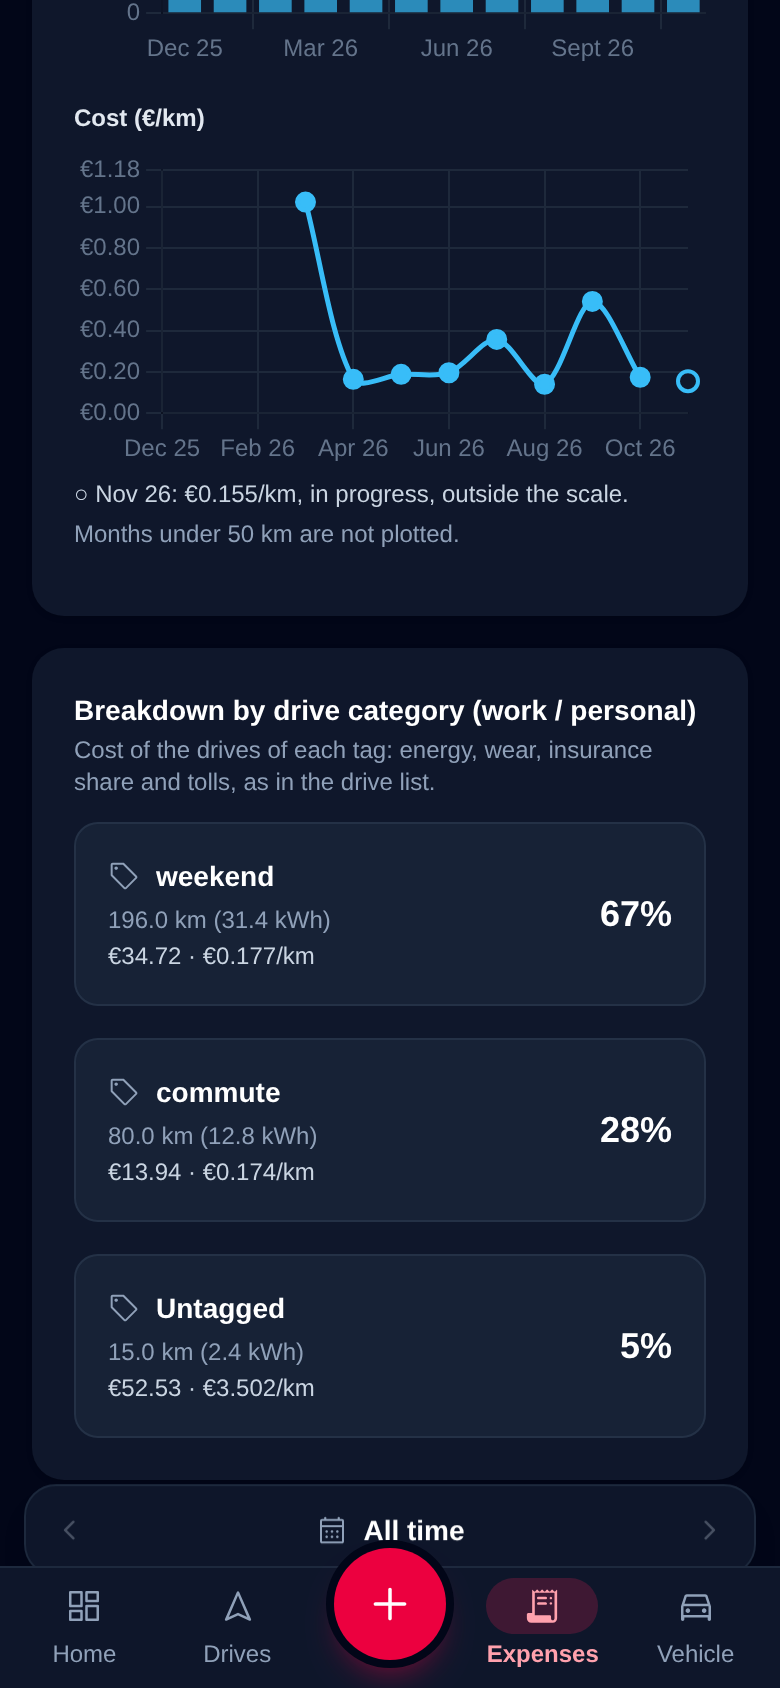 0
Dec 25 Mar 26 Jun 26 Sept 26
Cost (€/km)
€1.18
€1.00
€0.80
€0.60
€0.40
€0.20
€0.00
Dec 25 Feb 26 Apr 26 Jun 26 Aug 26 Oct 26
○ Nov 26: €0.155/km, in progress, outside the scale.
Months under 50 km are not plotted.
Breakdown by drive category (work / personal)
Cost of the drives of each tag: energy, wear, insurance
share and tolls, as in the drive list.
weekend
196.0 km (31.4 kWh)
€34.72 · €0.177/km
67%
commute
80.0 km (12.8 kWh)
€13.94 · €0.174/km
28%
Untagged
15.0 km (2.4 kWh)
€52.53 · €3.502/km
5%
All time
Home Drives Expenses Vehicle